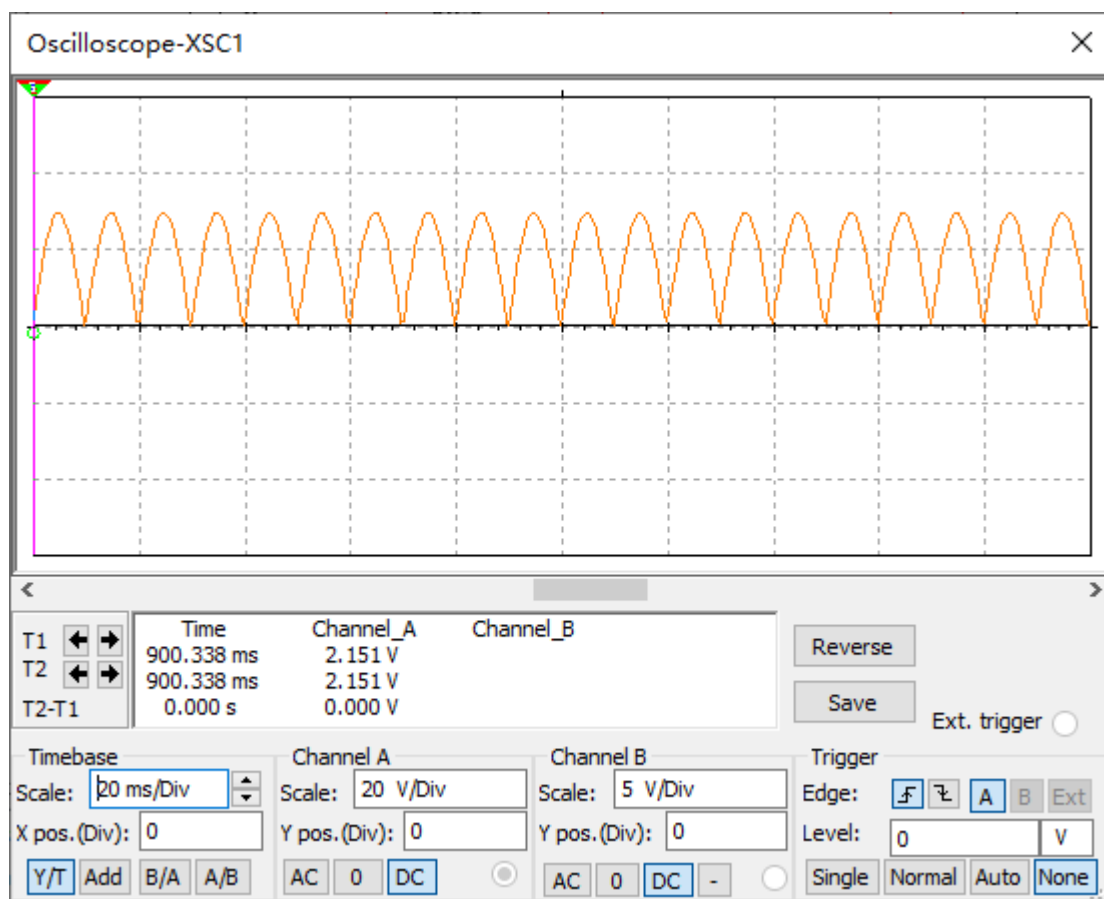 Oscilloscope-XSC1
Time Channel_A Channel_B
T1 900.338 ms 2.151 V
T2 900.338 ms 2.151 V
T2-T1 0.000 s 0.000 V
Reverse
Save
Ext. trigger
Timebase
Scale: 20 ms/Div
X pos.(Div): 0
Y/T Add B/A A/B
Channel A
Scale: 20 V/Div
Y pos.(Div): 0
AC 0 DC
Channel B
Scale: 5 V/Div
Y pos.(Div): 0
AC 0 DC -
Trigger
Edge: A B Ext
Level: 0 V
Single Normal Auto None